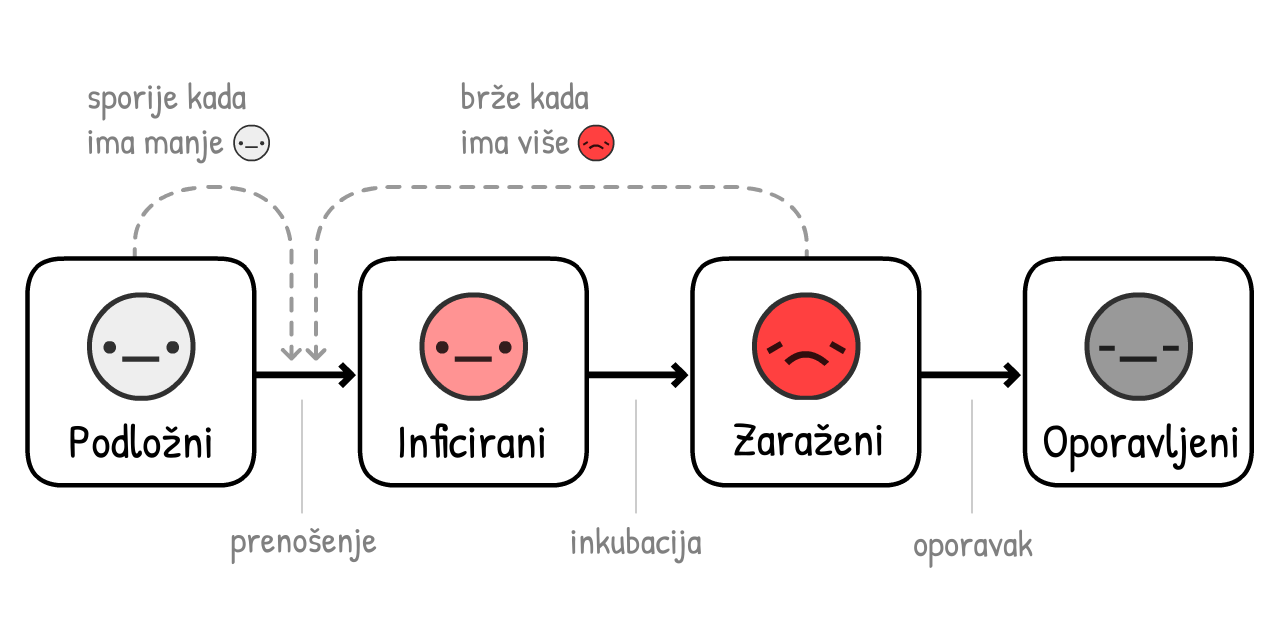 sporije kada
ima manje
brže kada
ima više
Podložni
Inficirani
Zaraženi
Oporavljeni
prenošenje
inkubacija
oporavak